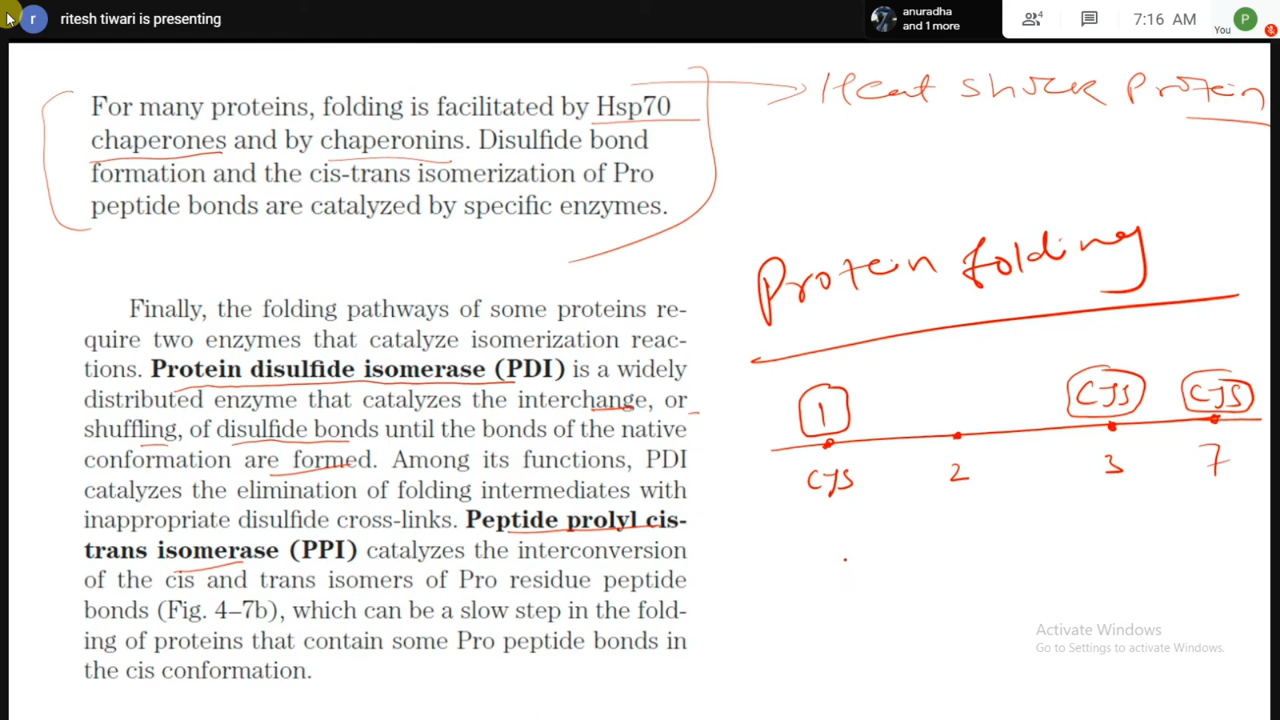 ritesh tiwari is presenting
r
anuradha
and 1 more
4
7:16 AM
You
P
For many proteins, folding is facilitated by Hsp70
chaperones and by chaperonins. Disulfide bond
formation and the cis-trans isomerization of Pro
peptide bonds are catalyzed by specific enzymes.
Heat shock Protein
Protein folding
Finally, the folding pathways of some proteins re-
quire two enzymes that catalyze isomerization reac-
tions. Protein disulfide isomerase (PDI) is a widely
distributed enzyme that catalyzes the interchange, or
shuffling, of disulfide bonds until the bonds of the native
conformation are formed. Among its functions, PDI
catalyzes the elimination of folding intermediates with
inappropriate disulfide cross-links. Peptide prolyl cis-
trans isomerase (PPI) catalyzes the interconversion
of the cis and trans isomers of Pro residue peptide
bonds (Fig. 4–7b), which can be a slow step in the fold-
ing of proteins that contain some Pro peptide bonds in
the cis conformation.
1 CYS CYS
CYS 2 3 7
Activate Windows
Go to Settings to activate Windows.